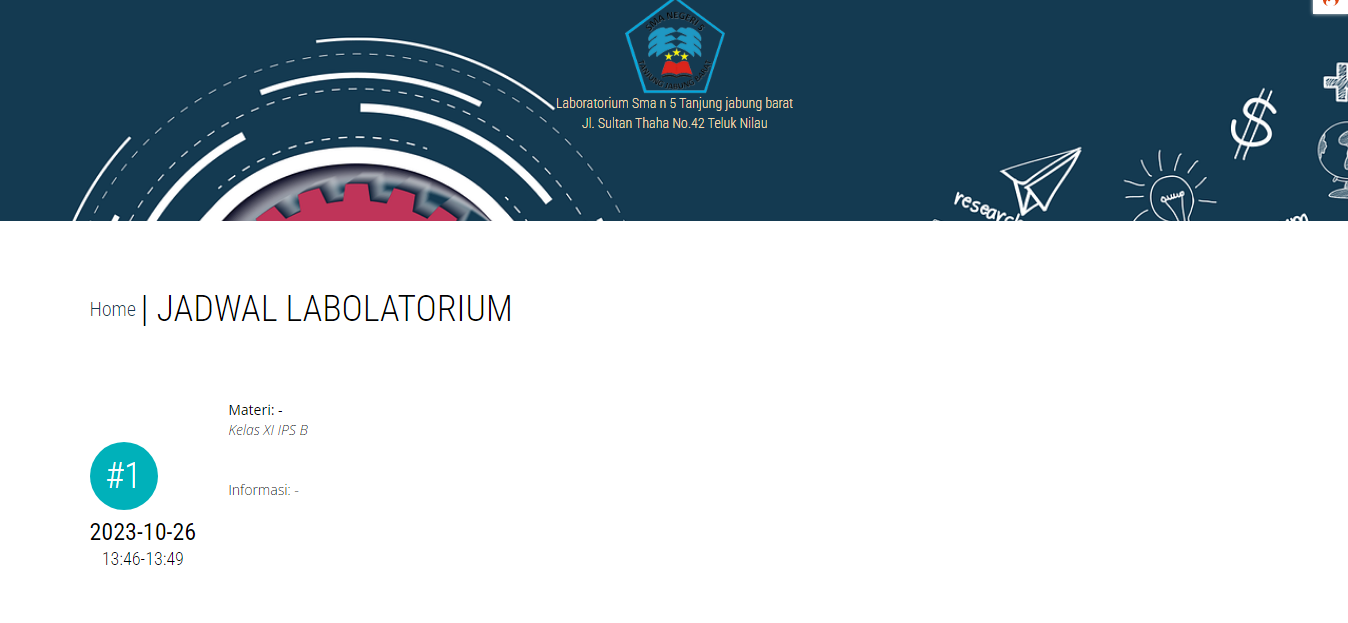 SMA NEGERI 5
TANJUNG JABUNG BARAT
Laboratorium Sma n 5 Tanjung jabung barat
Jl. Sultan Thaha No.42 Teluk Nilau
$
research
Home | JADWAL LABOLATORIUM
Materi: -
Kelas XI IPS B
#1
Informasi: -
2023-10-26
13:46-13:49